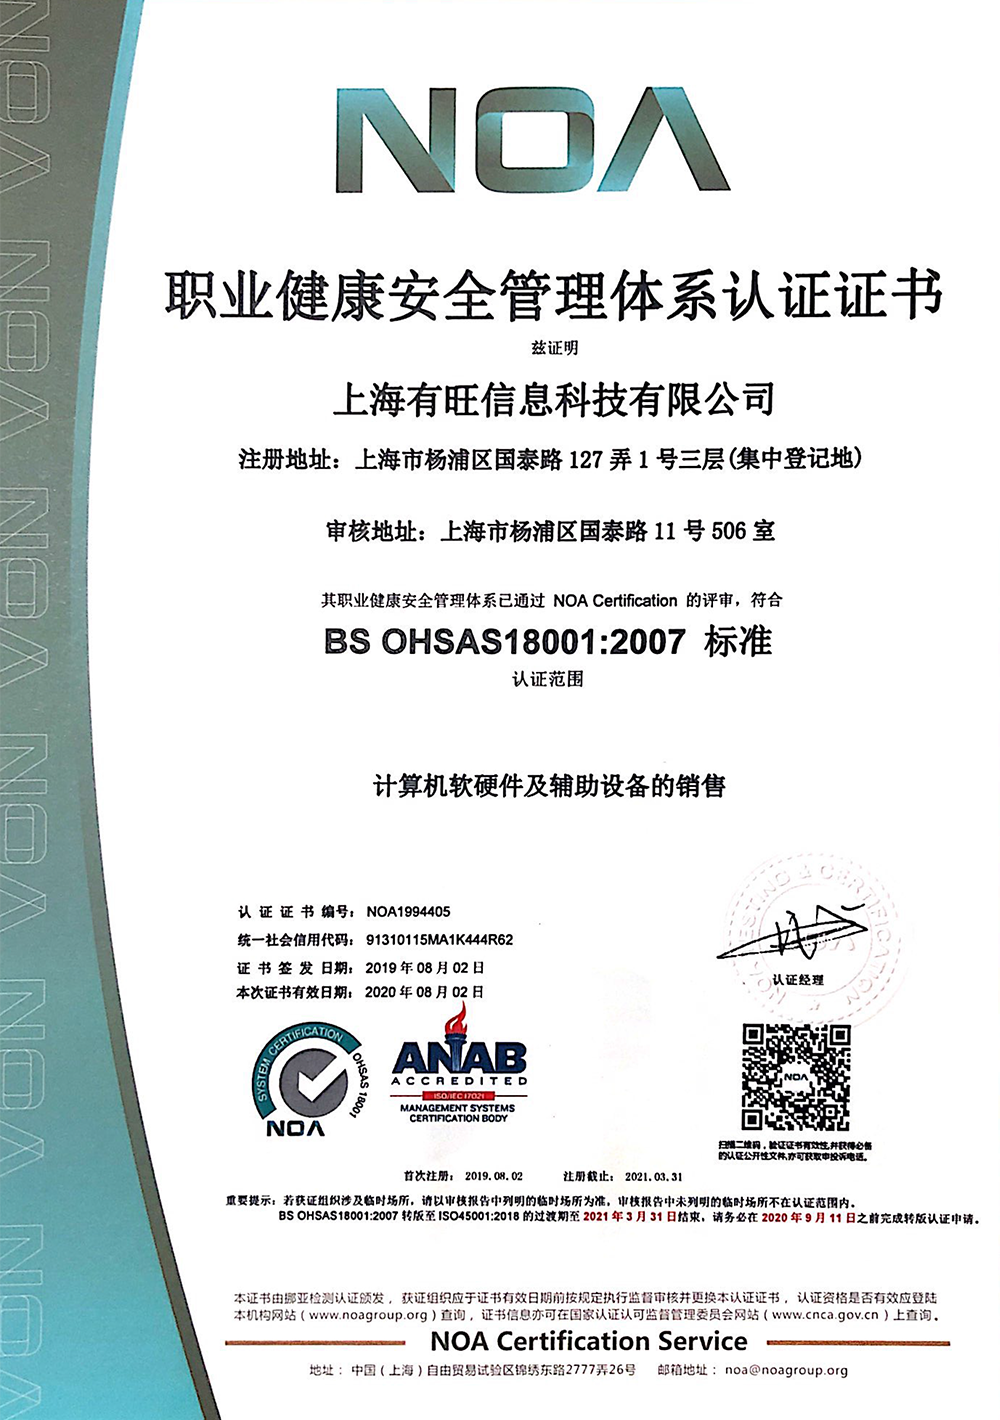 NOA
职业健康安全管理体系认证证书
兹证明
上海有旺信息科技有限公司
注册地址：上海市杨浦区国泰路 127 弄 1 号三层(集中登记地)
审核地址：上海市杨浦区国泰路 11 号 506 室
其职业健康安全管理体系已通过 NOA Certification 的评审，符合
BS OHSAS18001:2007 标准
认证范围
计算机软硬件及辅助设备的销售
认 证 证 书 编号： NOA1994405
统一社会信用代码： 91310115MA1K444R62
证 书 签 发 日期： 2019 年 08 月 02 日
本次证书有效日期： 2020 年 08 月 02 日
NOA TESTING & CERTIFICATION
认证经理
SYSTEM CERTIFICATION
OHSAS 18001
NOA
ANAB
ACCREDITED
ISO/IEC 17021
MANAGEMENT SYSTEMS
CERTIFICATION BODY
NOA
扫描二维码，验证证书有效性,并获得必备
的认证公开性文件,亦可获取申投诉电话。
首次注册： 2019.08.02 注册截止： 2021.03.31
重要提示：若获证组织涉及临时场所，请以审核报告中列明的临时场所为准，审核报告中未列明的临时场所不在认证范围内。
BS OHSAS18001:2007 转版至 ISO45001:2018 的过渡期至 2021 年 3 月 31 日结束，请务必在 2020 年 9 月 11 日之前完成转版认证申请。
本证书由挪亚检测认证颁发，获证组织应于证书有效日期前按规定执行监督审核并更换本认证证书，认证资格是否有效应登陆
本机构网站（www.noagroup.org）查询，证书信息亦可在国家认证认可监督管理委员会网站（www.cnca.gov.cn）上查询。
NOA Certification Service
地址：中国（上海）自由贸易试验区锦绣东路2777弄26号 邮箱地址：noa@noagroup.org